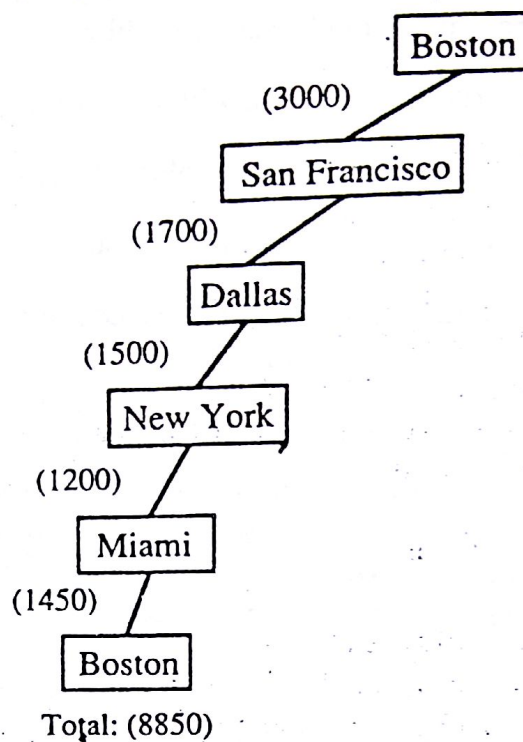 Boston
(3000)
San Francisco
(1700)
Dallas
(1500)
New York
(1200)
Miami
(1450)
Boston
Total: (8850)